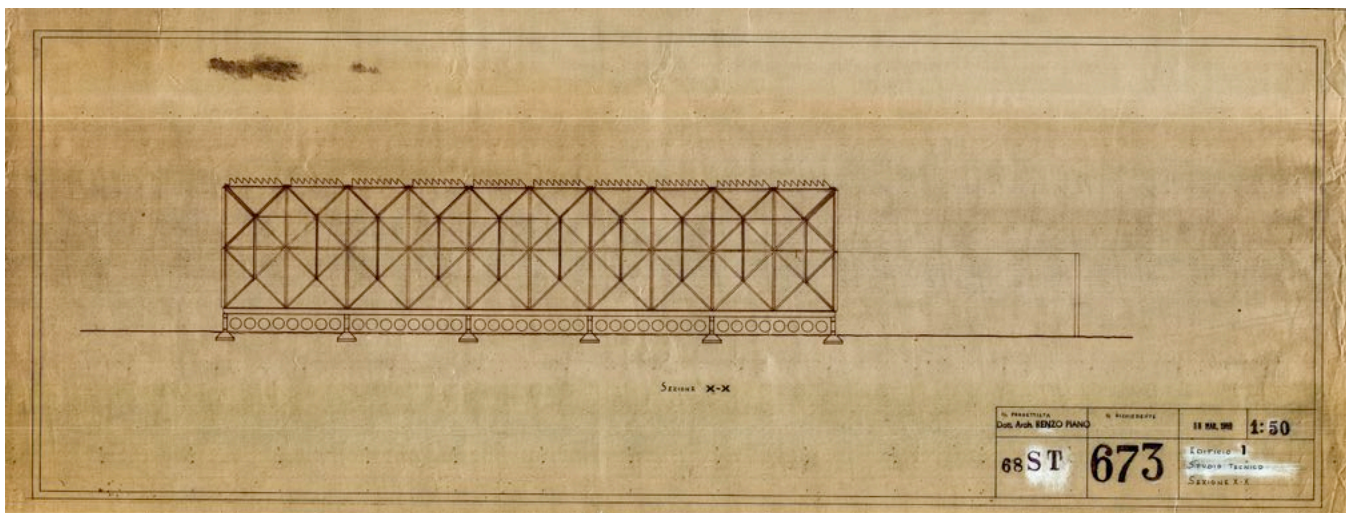 SEZIONE X-X
IL PROGETTISTA
Dott. Arch. RENZO PIANO
IL RICHIEDENTE
MAR.
1:50
68 ST
673
EDIFICIO 1
STUDIO TECNICO
SEZIONE X-X